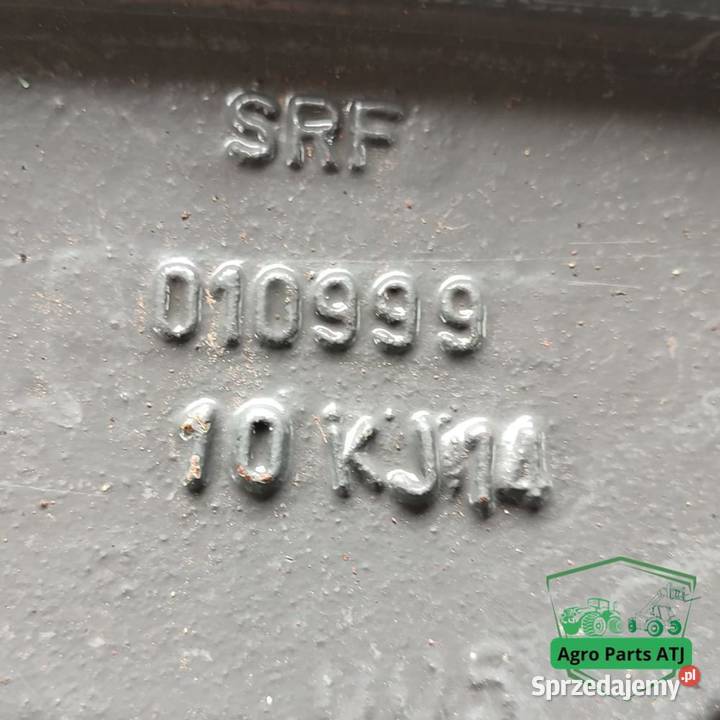 SRF
010999
10 KJ14
Agro Parts ATJ
Sprzedajemy.pl